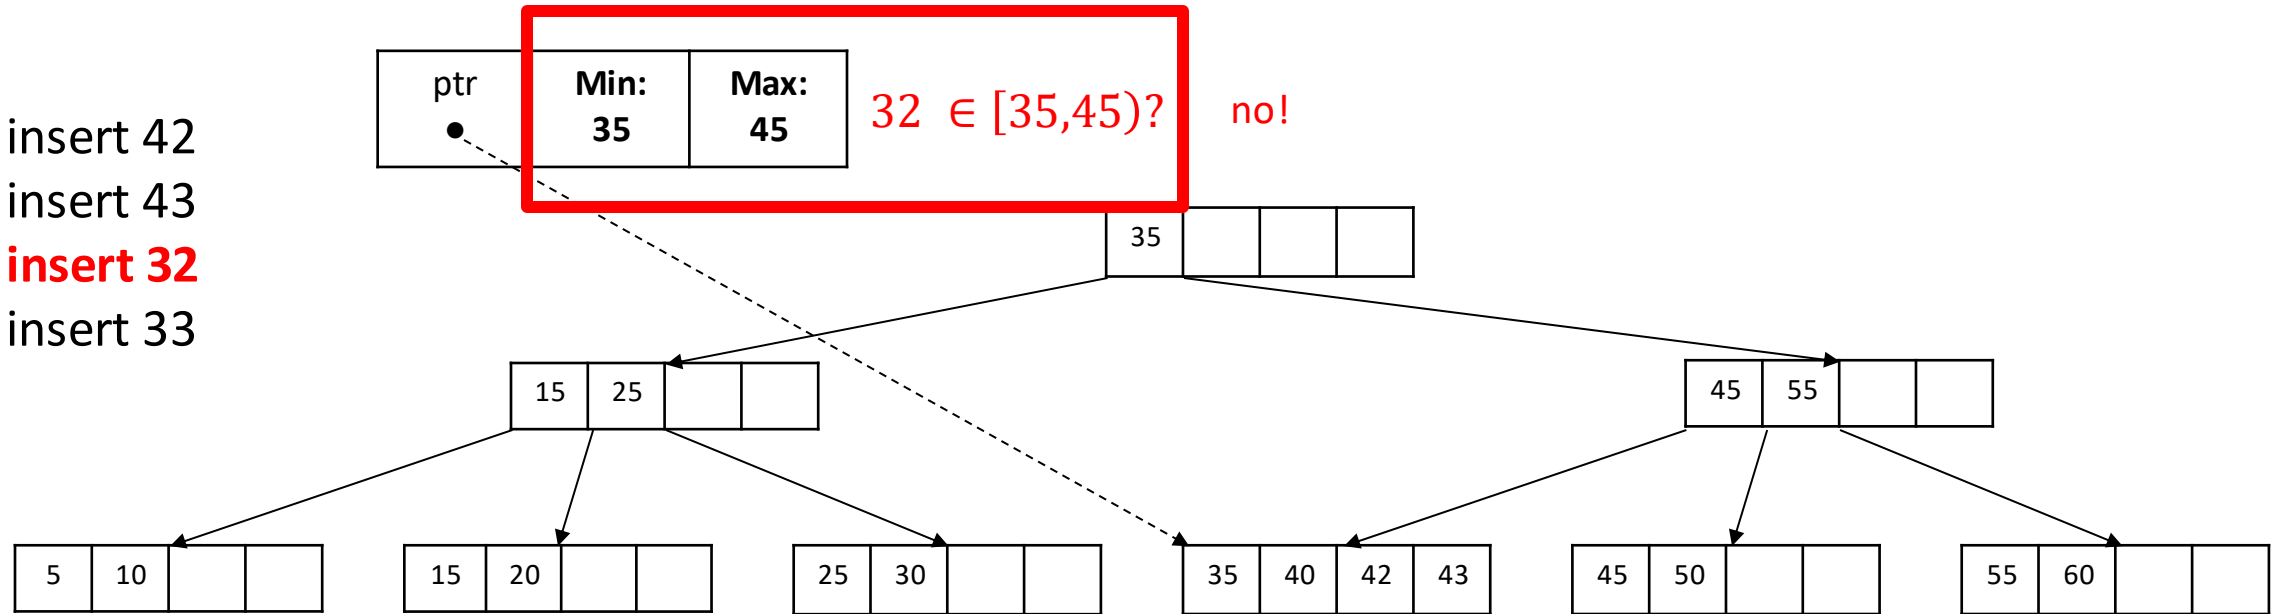 insert 42
insert 43
insert 32
insert 33
ptr Min: Max:
35 45
32 ∈ [35,45)? no!
35
15 25
45 55
5 10
15 20
25 30
35 40 42 43
45 50
55 60